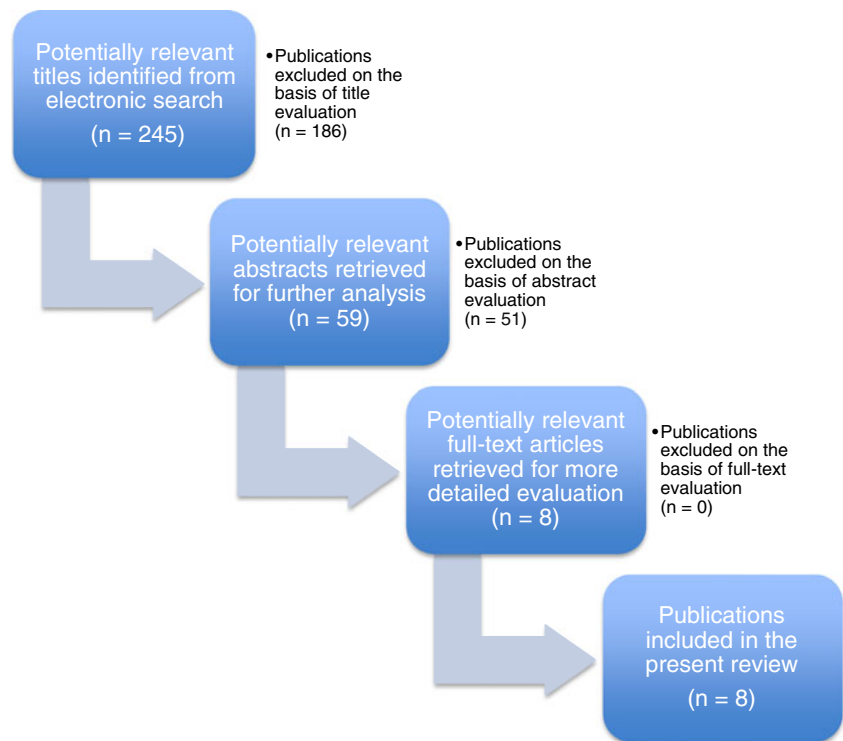 Potentially relevant
titles identified from
electronic search
(n = 245)
•Publications
excluded on the
basis of title
evaluation
(n = 186)
Potentially relevant
abstracts retrieved
for further analysis
(n = 59)
•Publications
excluded on the
basis of abstract
evaluation
(n = 51)
Potentially relevant
full-text articles
retrieved for more
detailed evaluation
(n = 8)
•Publications
excluded on the
basis of full-text
evaluation
(n = 0)
Publications
included in the
present review
(n = 8)